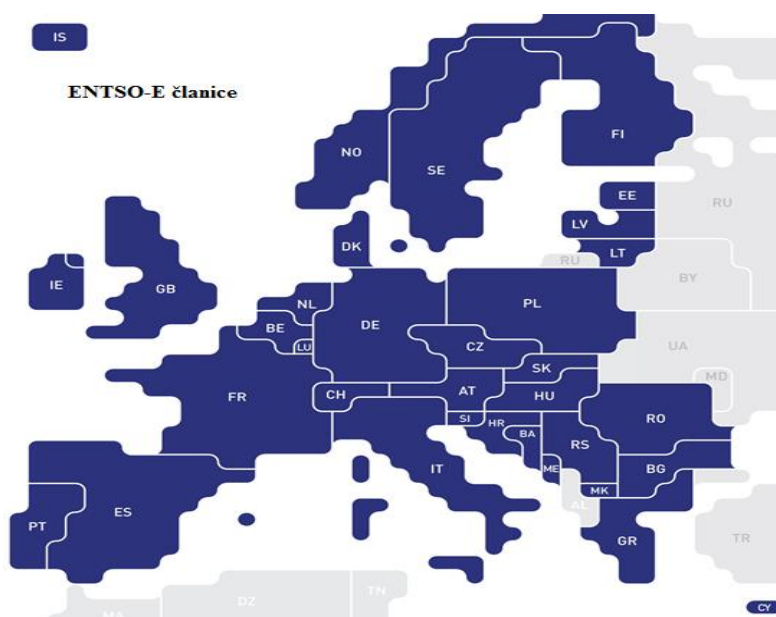 IS
ENTSO-E članice
NO
SE
FI
EE
RU
LV
DK
LT
RU
IE
GB
BY
NL
PL
BE
DE
LU
CZ
UA
SK
MD
FR
CH
AT
HU
SI
HR
RO
BA
RS
IT
ME
BG
MK
PT
ES
AL
GR
TR
TN
DZ
MA
CY